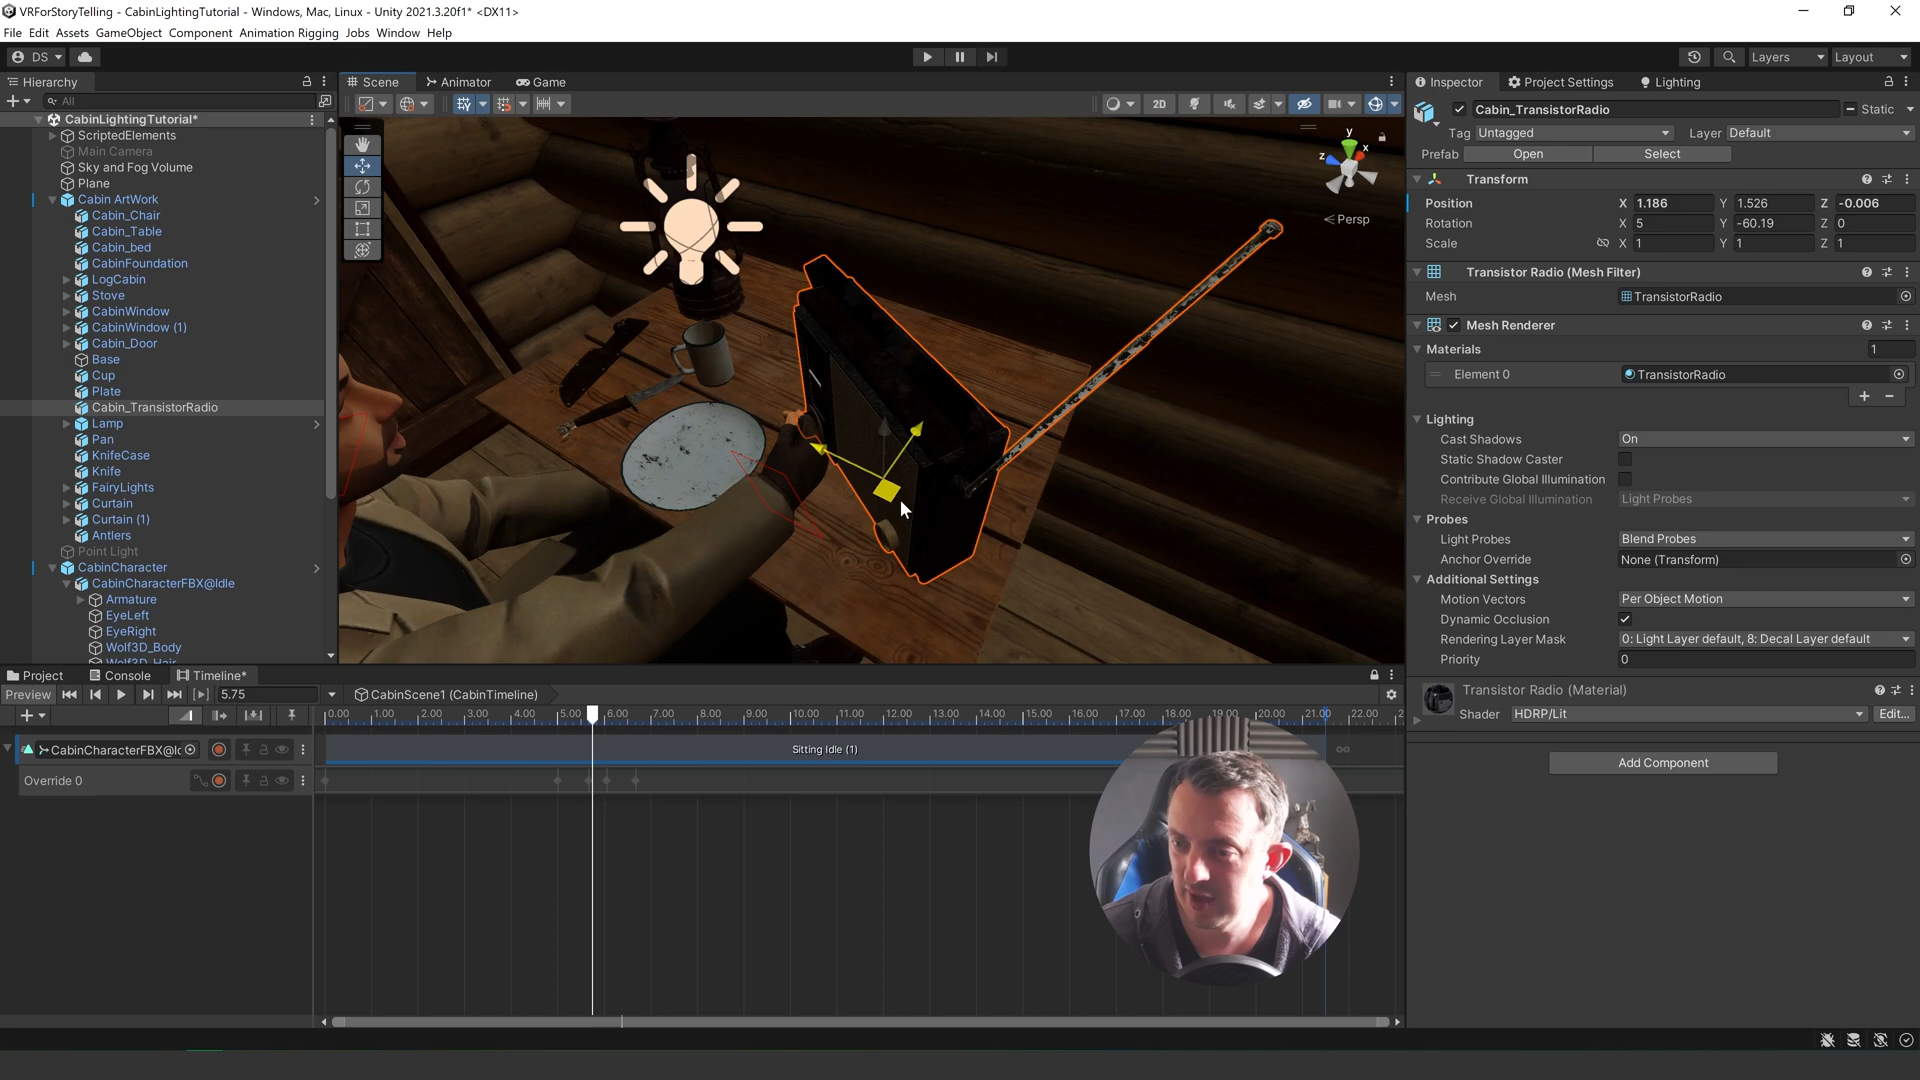 VRForStoryTelling - CabinLightingTutorial - Windows, Mac, Linux - Unity 2021.3.20f1* <DX11>
File Edit Assets GameObject Component Animation Rigging Jobs Window Help
DS
Layers Layout
Hierarchy
Scene Animator Game
Inspector Project Settings Lighting
All
2D
CabinLightingTutorial*
ScriptedElements
Main Camera
Sky and Fog Volume
Plane
Cabin ArtWork
Cabin_Chair
Cabin_Table
Cabin_bed
CabinFoundation
LogCabin
Stove
CabinWindow
CabinWindow (1)
Cabin_Door
Base
Cup
Plate
Cabin_TransistorRadio
Lamp
Pan
KnifeCase
Knife
FairyLights
Curtain
Curtain (1)
Antlers
Point Light
CabinCharacter
CabinCharacterFBX@Idle
Armature
EyeLeft
EyeRight
Wolf3D_Body
Wolf3D_Hair
y
x
z
Persp
Cabin_TransistorRadio Static
Tag Untagged Layer Default
Prefab Open Select
Transform
Position X 1.186 Y 1.526 Z -0.006
Rotation X 5 Y -60.19 Z 0
Scale X 1 Y 1 Z 1
Transistor Radio (Mesh Filter)
Mesh TransistorRadio
Mesh Renderer
Materials 1
Element 0 TransistorRadio
Lighting
Cast Shadows On
Static Shadow Caster
Contribute Global Illumination
Receive Global Illumination Light Probes
Probes
Light Probes Blend Probes
Anchor Override None (Transform)
Additional Settings
Motion Vectors Per Object Motion
Dynamic Occlusion
Rendering Layer Mask 0: Light Layer default, 8: Decal Layer default
Priority 0
Transistor Radio (Material)
Shader HDRP/Lit Edit...
Add Component
Project Console Timeline*
Preview 5.75 CabinScene1 (CabinTimeline)
0.00 1.00 2.00 3.00 4.00 5.00 6.00 7.00 8.00 9.00 10.00 11.00 12.00 13.00 14.00 15.00 16.00 17.00 18.00 19.00 20.00 21.00 22.00
CabinCharacterFBX@Ic Sitting Idle (1)
Override 0